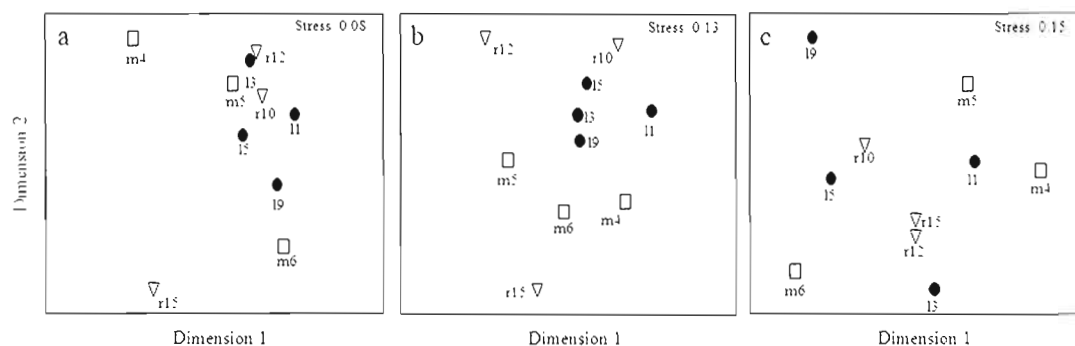 a
Stress 0.08
m4
r12
l3
m5
r10
l1
l5
l9
m6
r15
Dimension 2
Dimension 1
b
Stress 0.13
r12
r10
l5
l3
l1
l9
m5
m6
m4
r15
Dimension 1
c
Stress 0.15
l9
m5
r10
l1
m4
l5
r15
r12
m6
l3
Dimension 1